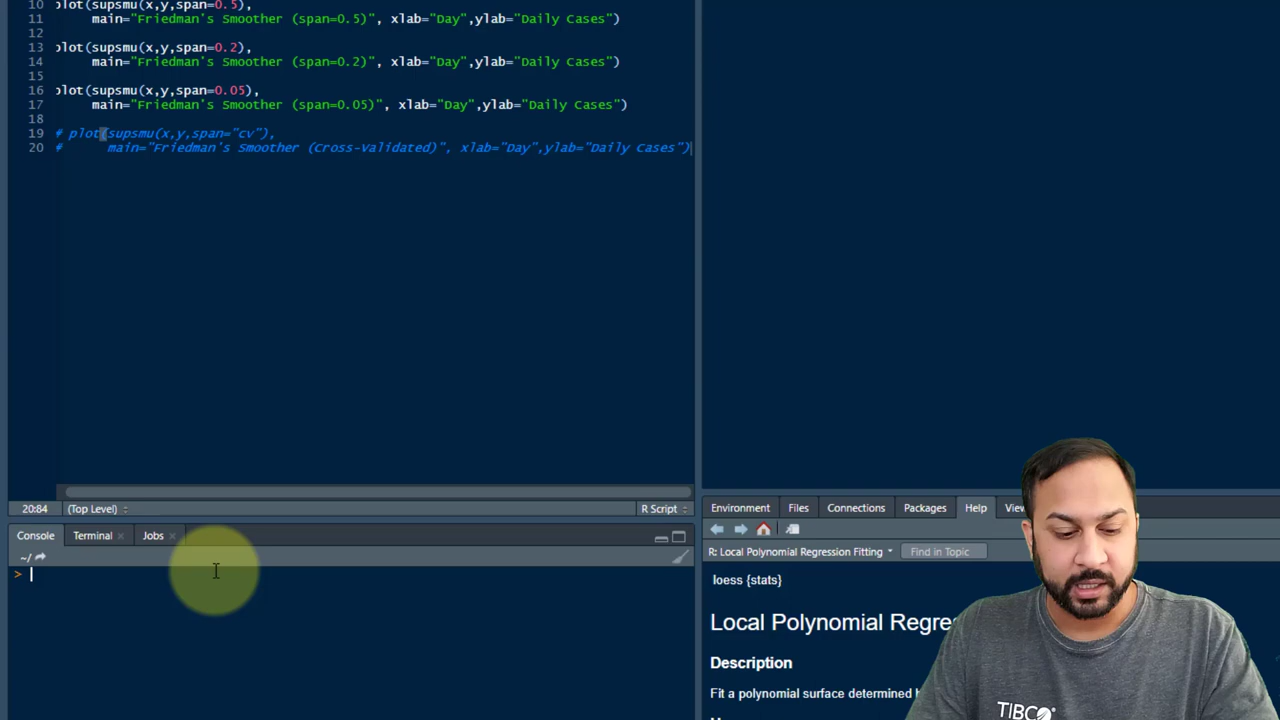 10 plot(supsmu(x,y,span=0.5),
11 main="Friedman's Smoother (span=0.5)", xlab="Day",ylab="Daily Cases")
12
13 plot(supsmu(x,y,span=0.2),
14 main="Friedman's Smoother (span=0.2)", xlab="Day",ylab="Daily Cases")
15
16 plot(supsmu(x,y,span=0.05),
17 main="Friedman's Smoother (span=0.05)", xlab="Day",ylab="Daily Cases")
18
19 # plot(supsmu(x,y,span="cv"),
20 # main="Friedman's Smoother (Cross-Validated)", xlab="Day",ylab="Daily Cases")
20:84 (Top Level) R Script
Console Terminal Jobs
~/
>
Environment Files Connections Packages Help View
R: Local Polynomial Regression Fitting Find in Topic
loess {stats}
Local Polynomial Regre
Description
Fit a polynomial surface determined b
TIBCO